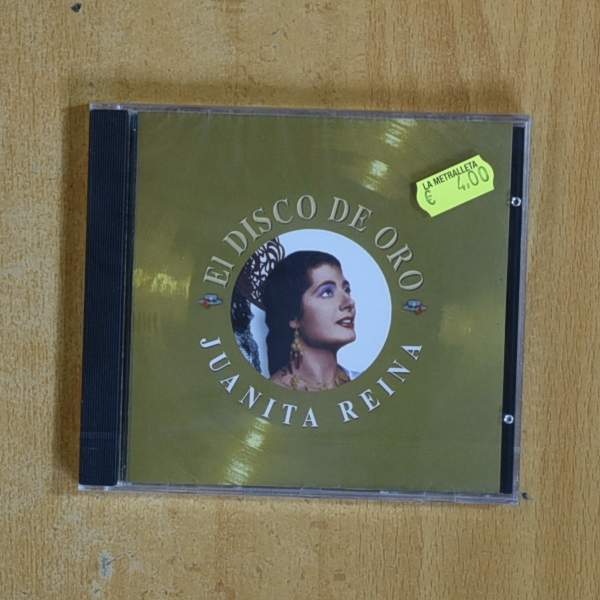 LA METRALLETA
€ 4,00
El DISCO DE ORO
JUANITA REINA